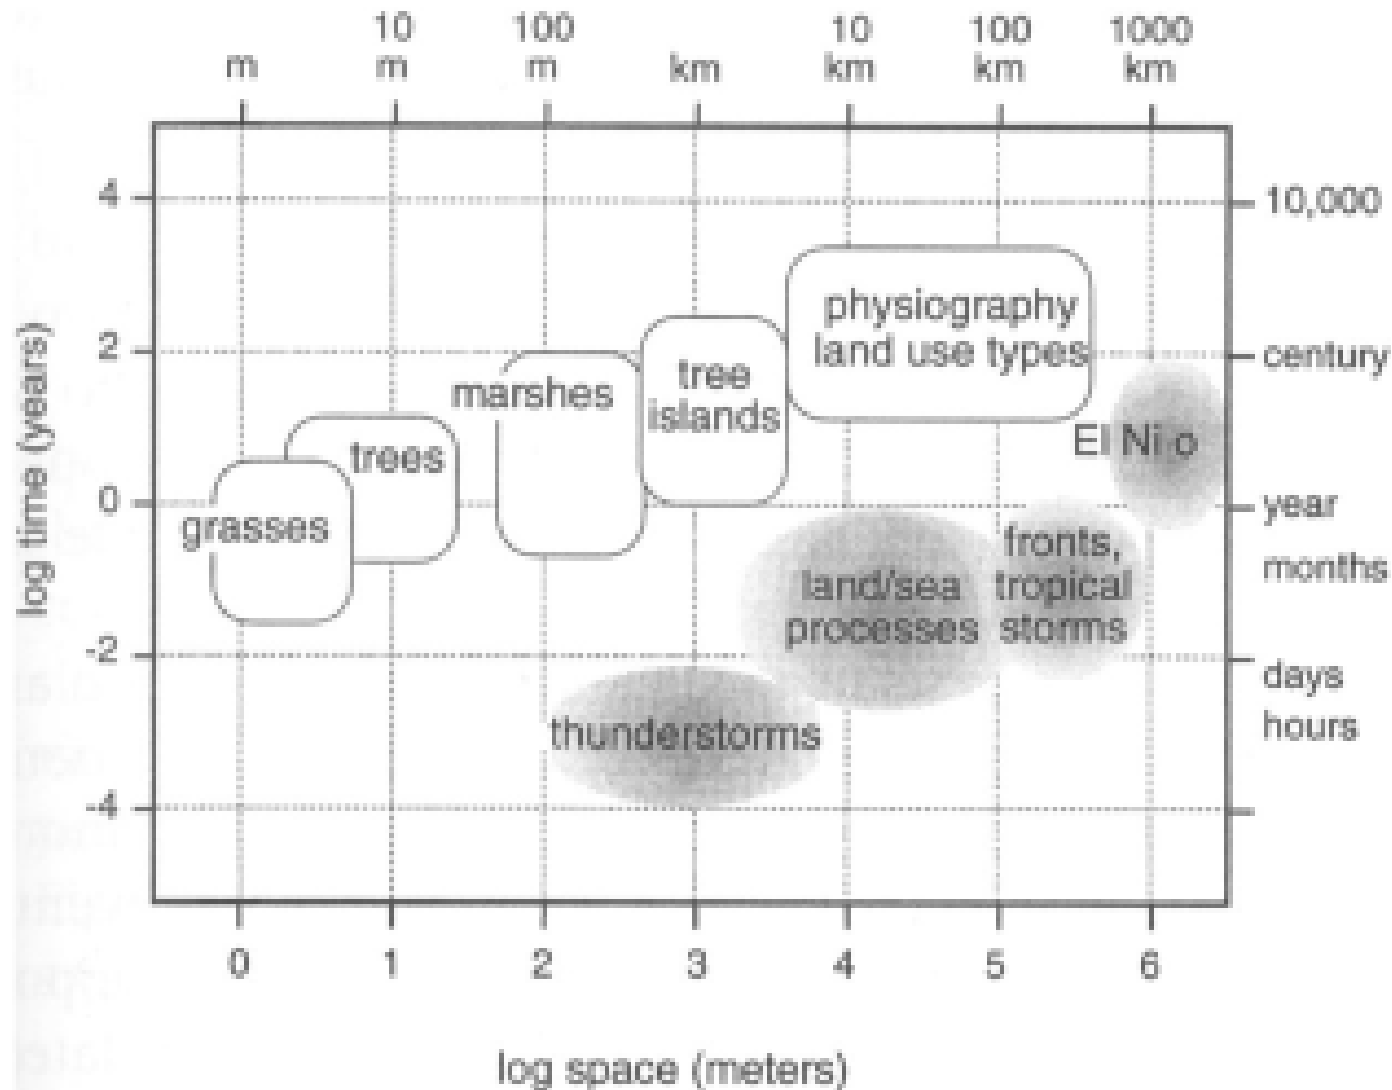 10
100
10
100
1000
m
m
m
km
km
km
km
4
10,000
physiography
land use types
2
century
tree
islands
marshes
El Ni o
trees
0
year
grasses
fronts,
tropical
storms
months
land/sea
processes
-2
days
hours
thunderstorms
-4
0
1
2
3
4
5
6
log time (years)
log space (meters)